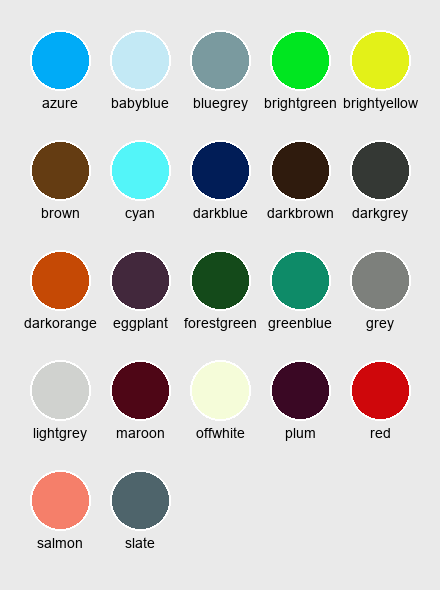 azure babyblue bluegrey brightgreen brightyellow
brown cyan darkblue darkbrown darkgrey
darkorange eggplant forestgreen greenblue grey
lightgrey maroon offwhite plum red
salmon slate